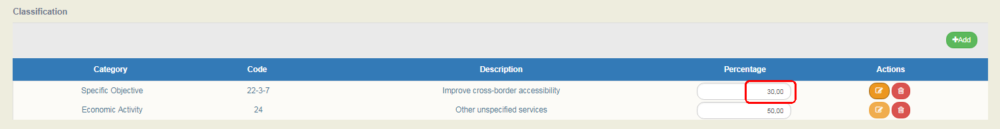 Classification
+Add
Category Code Description Percentage Actions
Specific Objective 22-3-7 Improve cross-border accessibility 30,00
Economic Activity 24 Other unspecified services 50,00